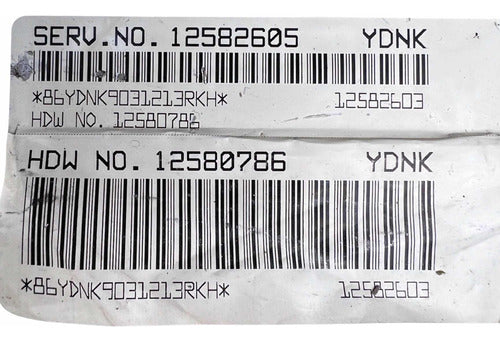 SERV.NO. 12582605 YDNK
*86YDNK9031213RKH* 12582603
HDW NO. 12580786
HDW NO. 12580786 YDNK
*86YDNK9031213RKH* 12582603